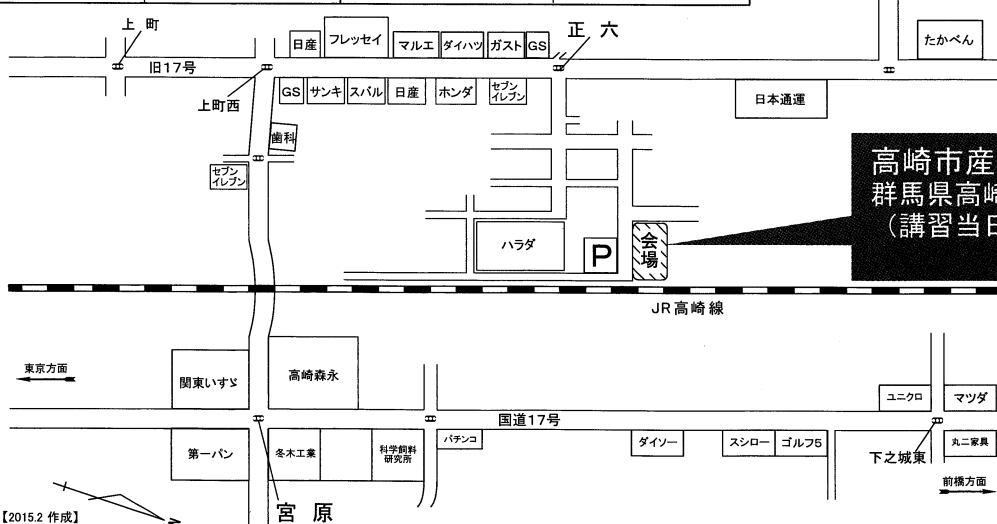 上町
正六
日産
フレッセイ
マルエ
ダイハツ
ガスト
GS
たかべん
旧17号
上町西
GS
サンキ
スバル
日産
ホンダ
セブン
イレブン
日本通運
歯科
セブン
イレブン
高崎市産
群馬県高崎
（講習当日
ハラダ
P
会場
JR高崎線
東京方面
関東いすゞ
高崎森永
ユニクロ
マツダ
国道17号
第一パン
冬木工業
科学飼料
研究所
パチンコ
ダイソー
スシロー
ゴルフ5
下之城東
丸二家具
前橋方面
宮原
【2015.2 作成】